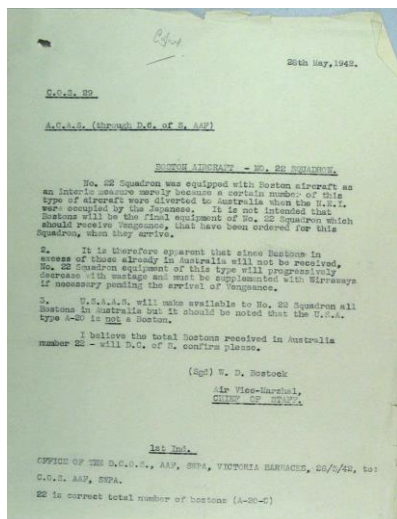 Copy
28th May, 1942.
C.O.S. 29
A.C.A.S. (through D.C. of S. AAF)
BOSTON AIRCRAFT - NO. 22 SQUADRON.
No. 22 Squadron was equipped with Boston aircraft as
an interim measure merely because a certain number of this
type of aircraft were diverted to Australia when the N.E.I.
were occupied by the Japanese. It is not intended that
Bostons will be the final equipment of No. 22 Squadron which
should receive Vengeance, that have been ordered for this
Squadron, when they arrive.
2. It is therefore apparent that since Bostons in
excess of those already in Australia will not be received,
No. 22 Squadron equipment of this type will progressively
decrease with wastage and must be supplemented with Wirraways
if necessary pending the arrival of Vengeance.
3. U.S.A.A.S. will make available to No. 22 Squadron all
Bostons in Australia but it should be noted that the U.S.A.
type A-20 is not a Boston.
I believe the total Bostons received in Australia
number 22 - will D.C. of S. confirm please.
(Sgd) W. D. Bostock
Air Vice-Marshal,
CHIEF OF STAFF.
1st Ind.
OFFICE OF THE D.C.O.S., AAF, SWPA, VICTORIA BARRACKS, 28/5/42, to:
C.O.S. AAF, SWPA.
22 is correct total number of bostons (A-20-C)